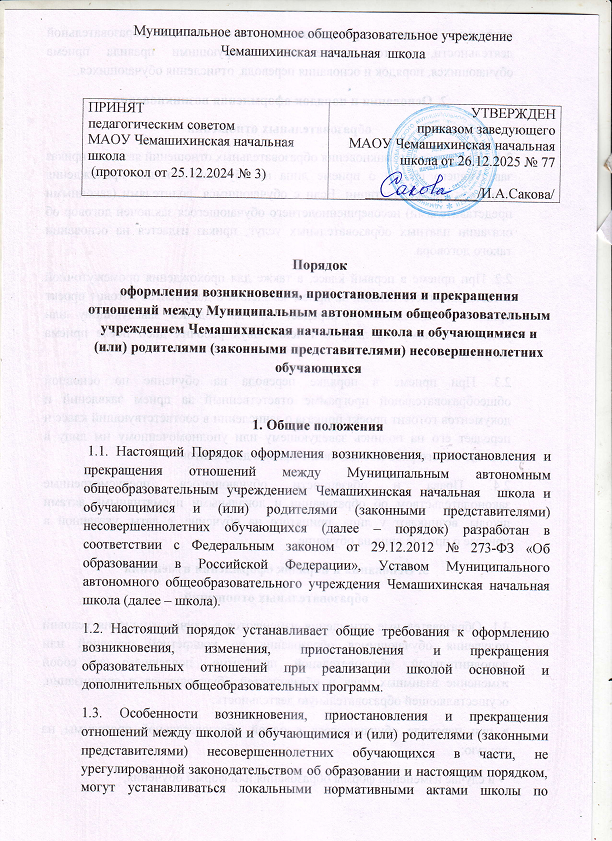 Муниципальное автономное общеобразовательное учреждение
Чемашихинская начальная школа
ПРИНЯТ
педагогическим советом
МАОУ Чемашихинская начальная
школа
(протокол от 25.12.2024 № 3)
УТВЕРЖДЕН
приказом заведующего
МАОУ Чемашихинская начальная
школа от 26.12.2025 № 77
Сакова /И.А.Сакова/
Порядок
оформления возникновения, приостановления и прекращения
отношений между Муниципальным автономным общеобразовательным
учреждением Чемашихинская начальная школа и обучающимися и
(или) родителями (законными представителями) несовершеннолетних
обучающихся
1. Общие положения
1.1. Настоящий Порядок оформления возникновения, приостановления и
прекращения отношений между Муниципальным автономным
общеобразовательным учреждением Чемашихинская начальная школа и
обучающимися и (или) родителями (законными представителями)
несовершеннолетних обучающихся (далее – порядок) разработан в
соответствии с Федеральным законом от 29.12.2012 № 273-ФЗ «Об
образовании в Российской Федерации», Уставом Муниципального
автономного общеобразовательного учреждения Чемашихинская начальная
школа (далее – школа).
1.2. Настоящий порядок устанавливает общие требования к оформлению
возникновения, изменения, приостановления и прекращения
образовательных отношений при реализации школой основной и
дополнительных общеобразовательных программ.
1.3. Особенности возникновения, приостановления и прекращения
отношений между школой и обучающимися и (или) родителями (законными
представителями) несовершеннолетних обучающихся в части, не
урегулированной законодательством об образовании и настоящим порядком,
могут устанавливаться локальными нормативными актами школы по